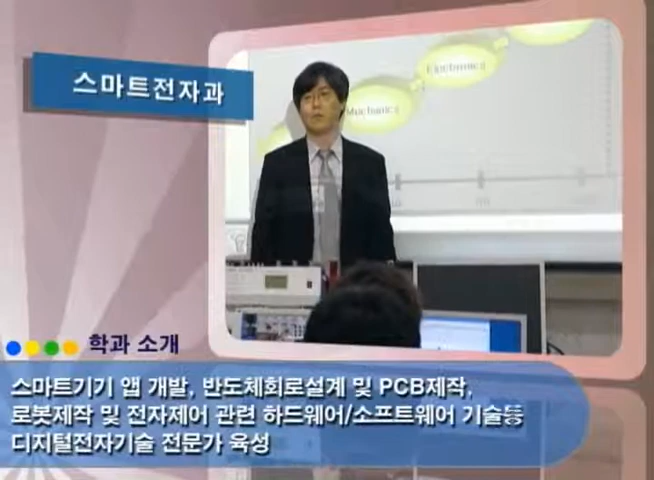 스마트전자과
Electronics
Mechanics
학과 소개
스마트기기 앱 개발, 반도체회로설계 및 PCB제작,
로봇제작 및 전자제어 관련 하드웨어/소프트웨어 기술등
디지털전자기술 전문가 육성